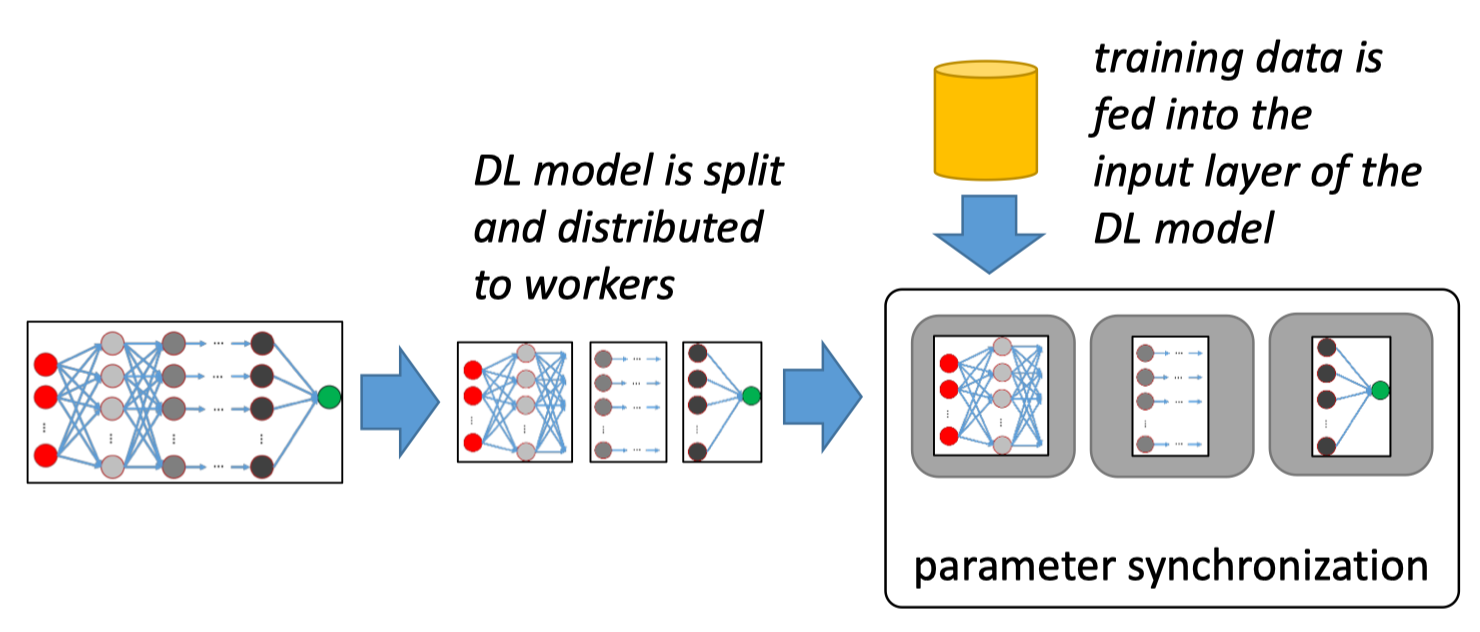 DL model is split
and distributed
to workers
training data is
fed into the
input layer of the
DL model
parameter synchronization